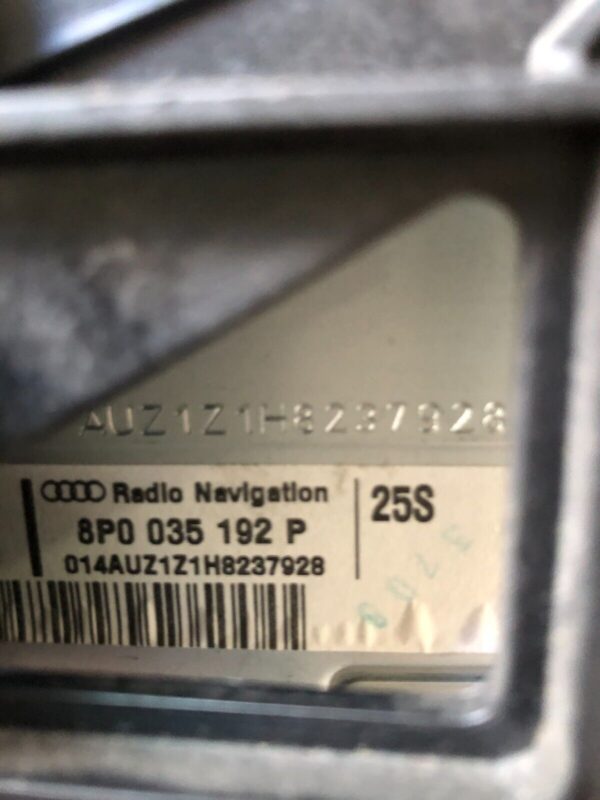 AUZ1Z1H8237928
Radio Navigation
25S
8P0 035 192 P
014AUZ1Z1H8237928